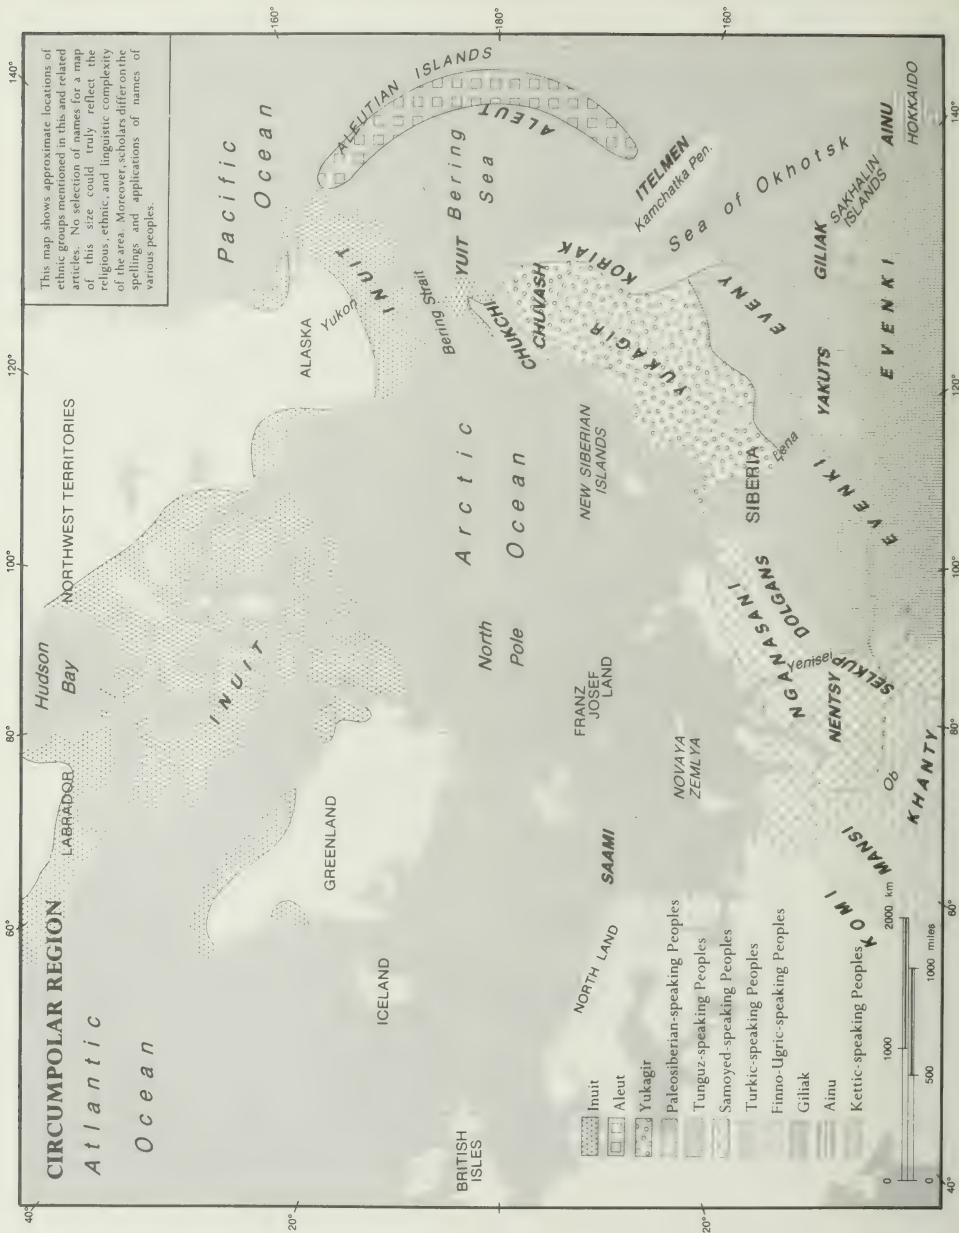 CIRCUMPOLAR REGION
This map shows approximate locations of
ethnic groups mentioned in this and related
articles. No selection of names for a map
of this size could truly reflect the
religious, ethnic, and linguistic complexity
of the area. Moreover, scholars differ on the
spellings and applications of names of
various peoples.
40°
60°
80°
100°
120°
140°
Atlantic
Ocean
LABRADOR
Hudson
Bay
NORTHWEST TERRITORIES
Pacific
Ocean
20°
160°
INUIT
ALASKA
Yukon
INUIT
ALEUTIAN ISLANDS
ALEUT
GREENLAND
ICELAND
Bering Strait
YUIT
Bering
Sea
BRITISH
ISLES
North
Pole
Arctic
Ocean
CHUKCHI
CHUVASH
180°
NORTH LAND
SAAMI
FRANZ
JOSEF
LAND
NEW SIBERIAN
ISLANDS
YUKAGIR
KORIAK
ITELMEN
Kamchatka Pen.
Sea of Okhotsk
NOVAYA
ZEMLYA
20°
160°
SIBERIA
Lena
EVENY
NGANASANI
DOLGANS
Yenisei
NENTSY
SELKUP
EVENKI
YAKUTS
GILIAK
SAKHALIN
ISLANDS
KOMI
MANSI
Ob
KHANTY
EVENKI
AINU
HOKKAIDO
Inuit
Aleut
Yukagir
Paleosiberian-speaking Peoples
Tunguz-speaking Peoples
Samoyed-speaking Peoples
Turkic-speaking Peoples
Finno-Ugric-speaking Peoples
Giliak
Ainu
Kettic-speaking Peoples
0 1000 2000 km
0 500 1000 miles
40°
60°
80°
100°
120°
140°